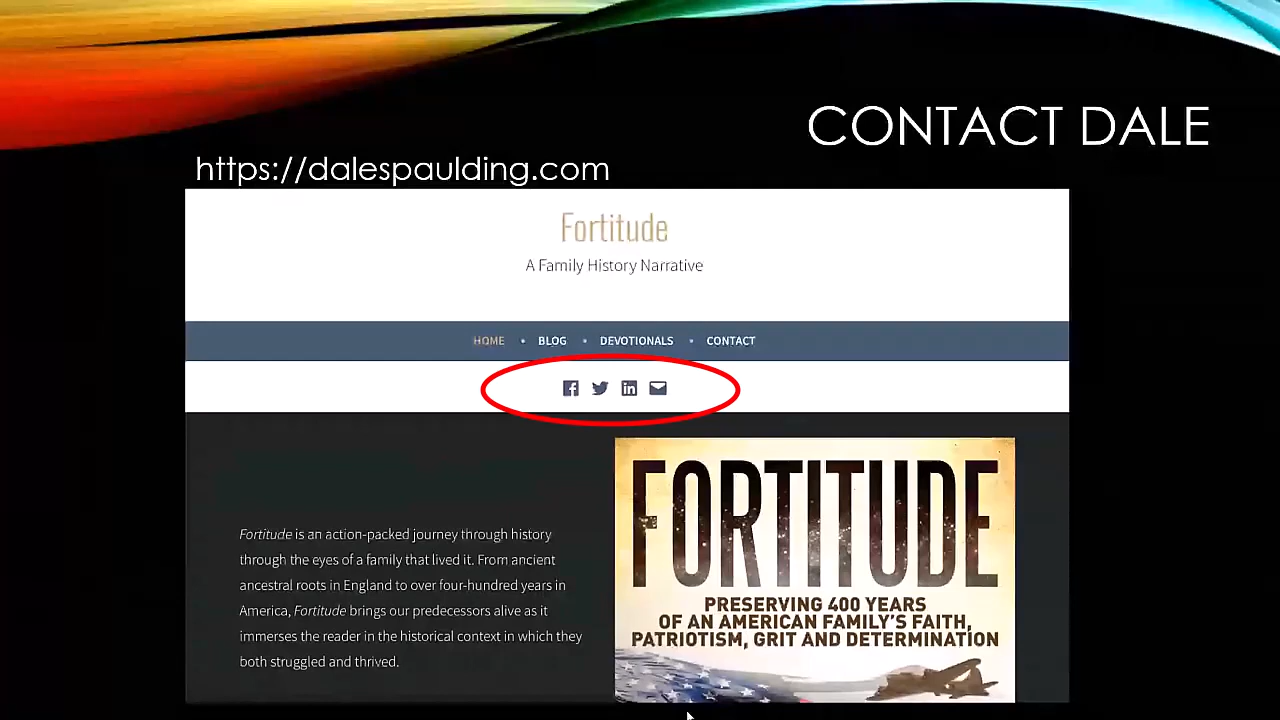 CONTACT DALE
https://dalespaulding.com
Fortitude
A Family History Narrative
HOME • BLOG • DEVOTIONALS • CONTACT
Fortitude is an action-packed journey through history
through the eyes of a family that lived it. From ancient
ancestral roots in England to over four-hundred years in
America, Fortitude brings our predecessors alive as it
immerses the reader in the historical context in which they
both struggled and thrived.
FORTITUDE
PRESERVING 400 YEARS
OF AN AMERICAN FAMILY'S FAITH,
PATRIOTISM, GRIT AND DETERMINATION